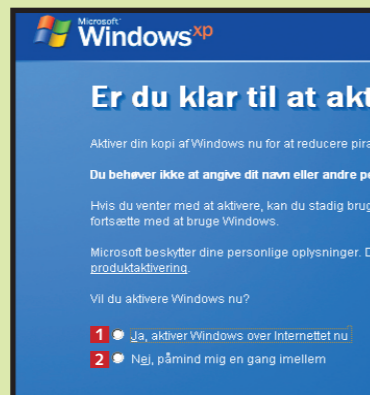 Microsoft
Windows xp
Er du klar til at akt
Aktiver din kopi af Windows nu for at reducere pira
Du behøver ikke at angive dit navn eller andre pe
Hvis du venter med at aktivere, kan du stadig brug
fortsætte med at bruge Windows.
Microsoft beskytter dine personlige oplysninger. D
produktaktivering.
Vil du aktivere Windows nu?
1 Ja, aktiver Windows over Internettet nu
2 Nej, påmind mig en gang imellem